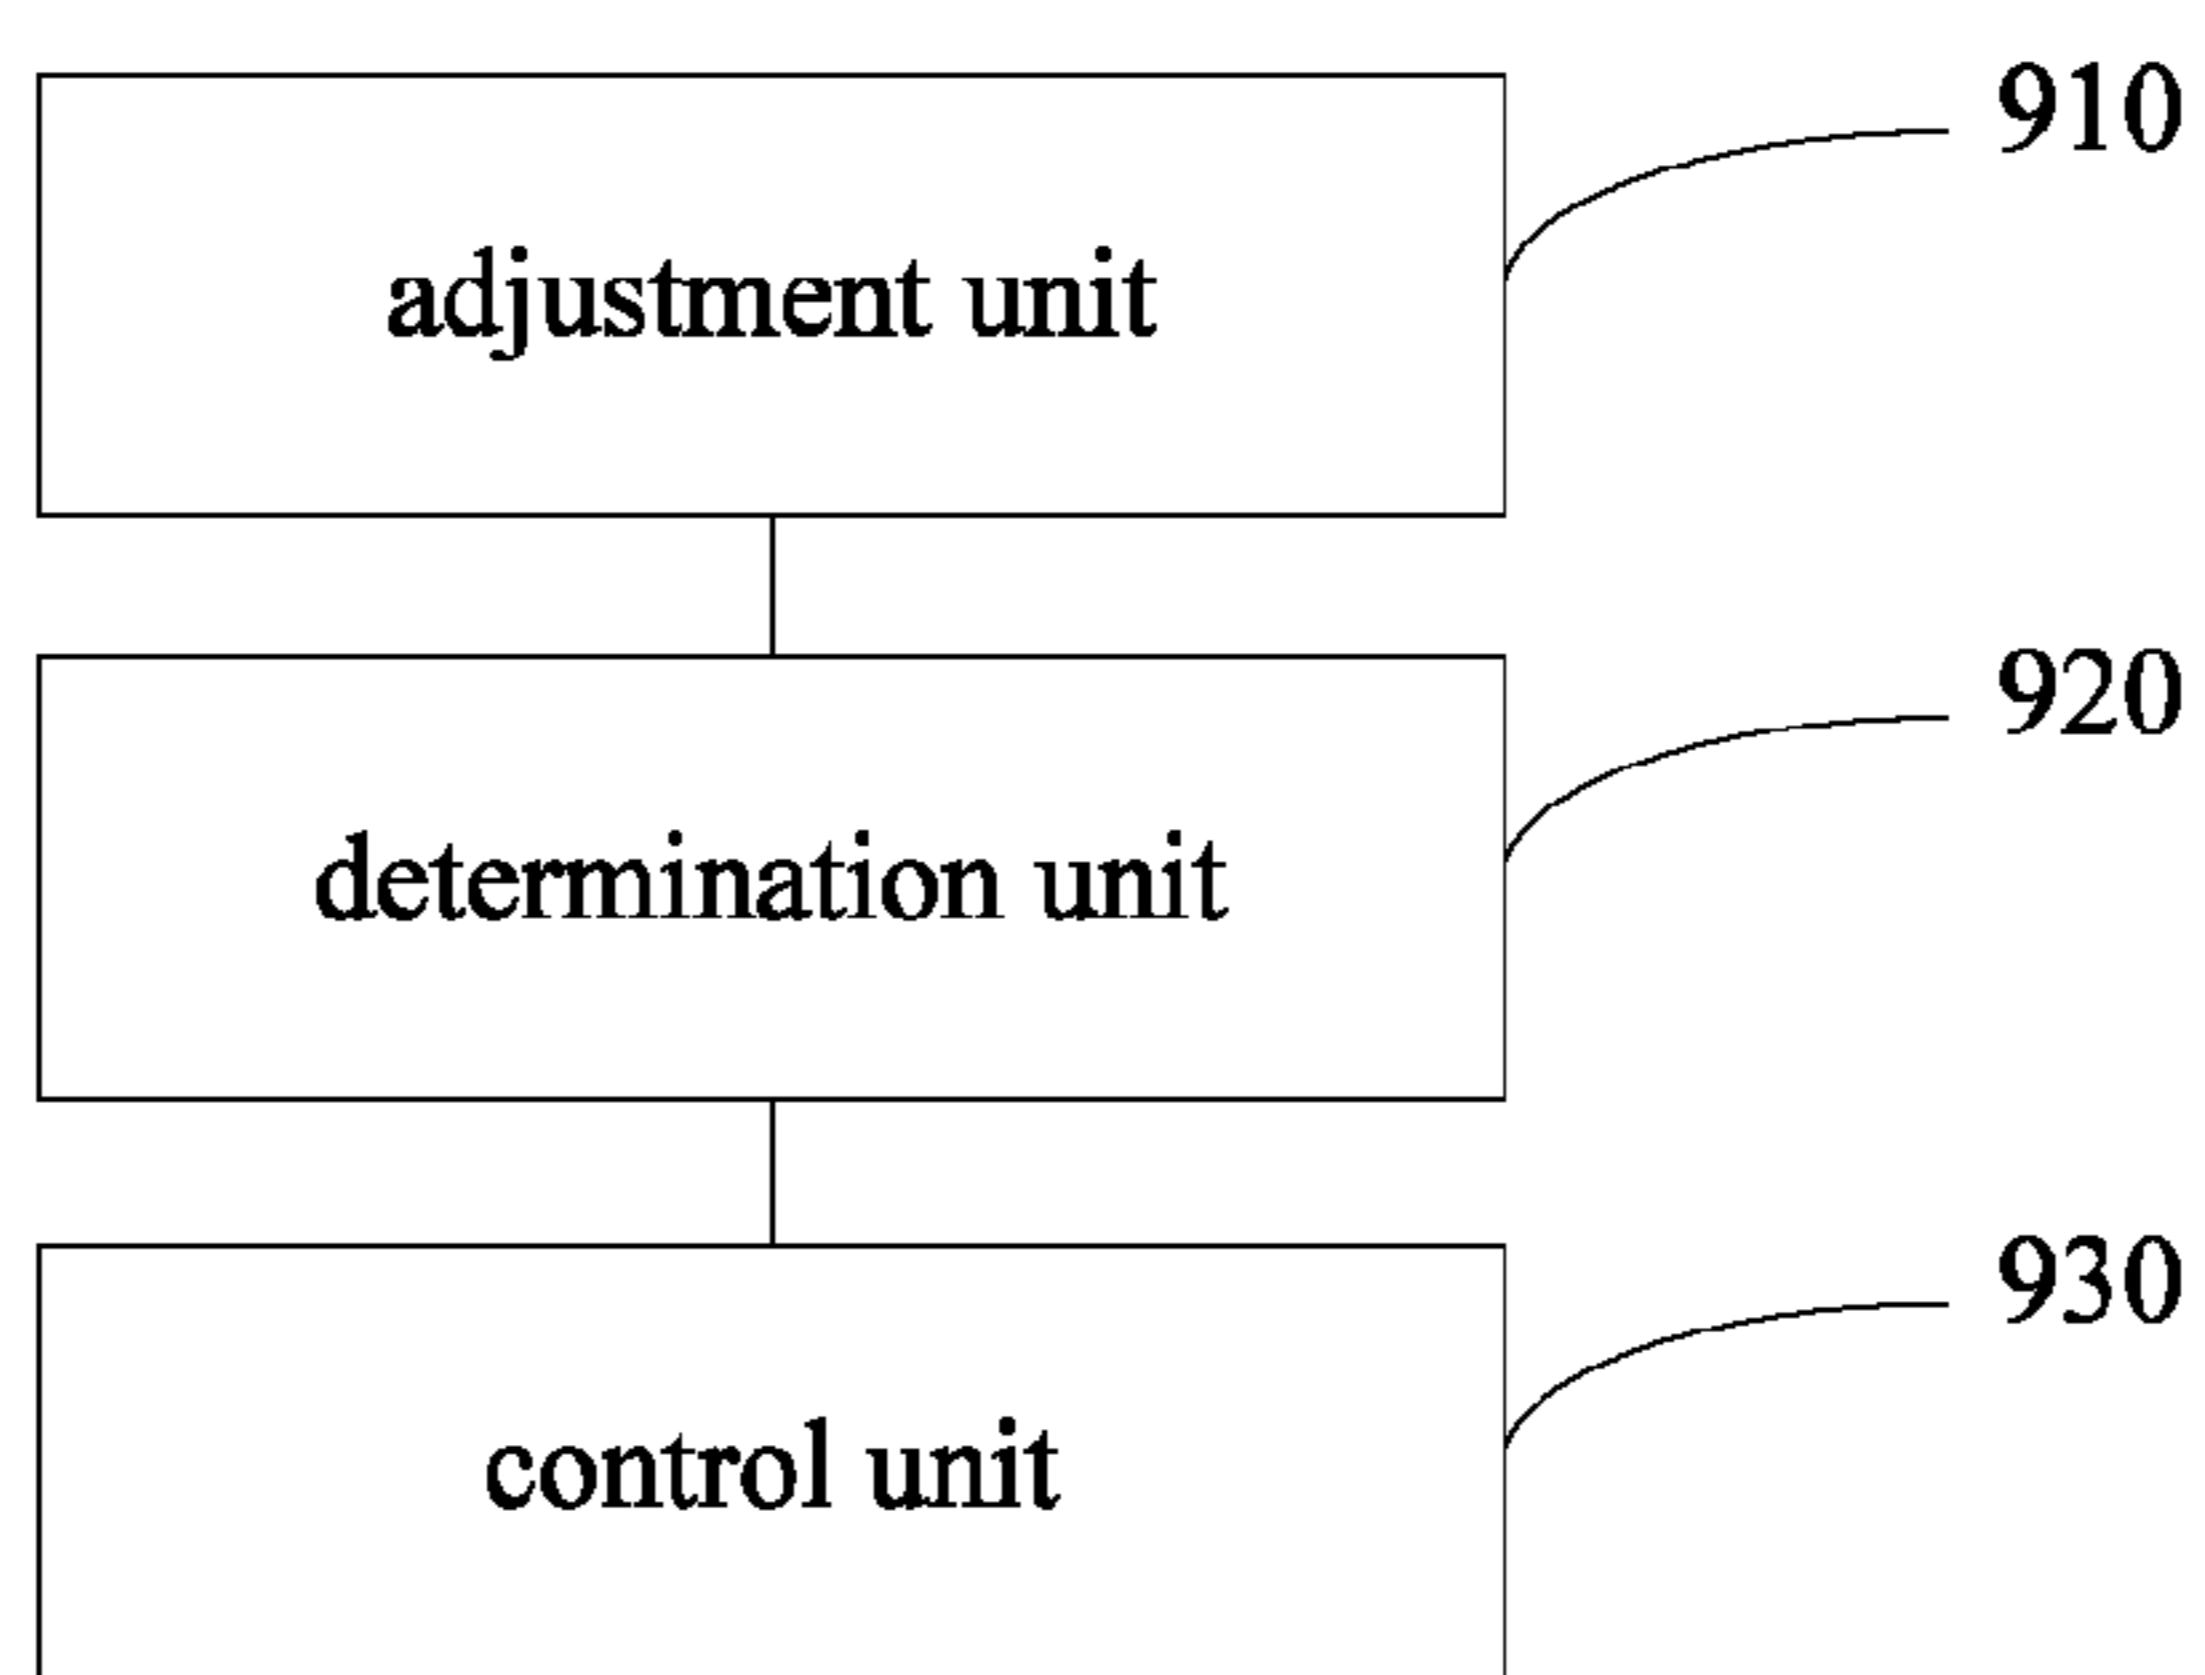 910
adjustment unit
920
determination unit
930
control unit